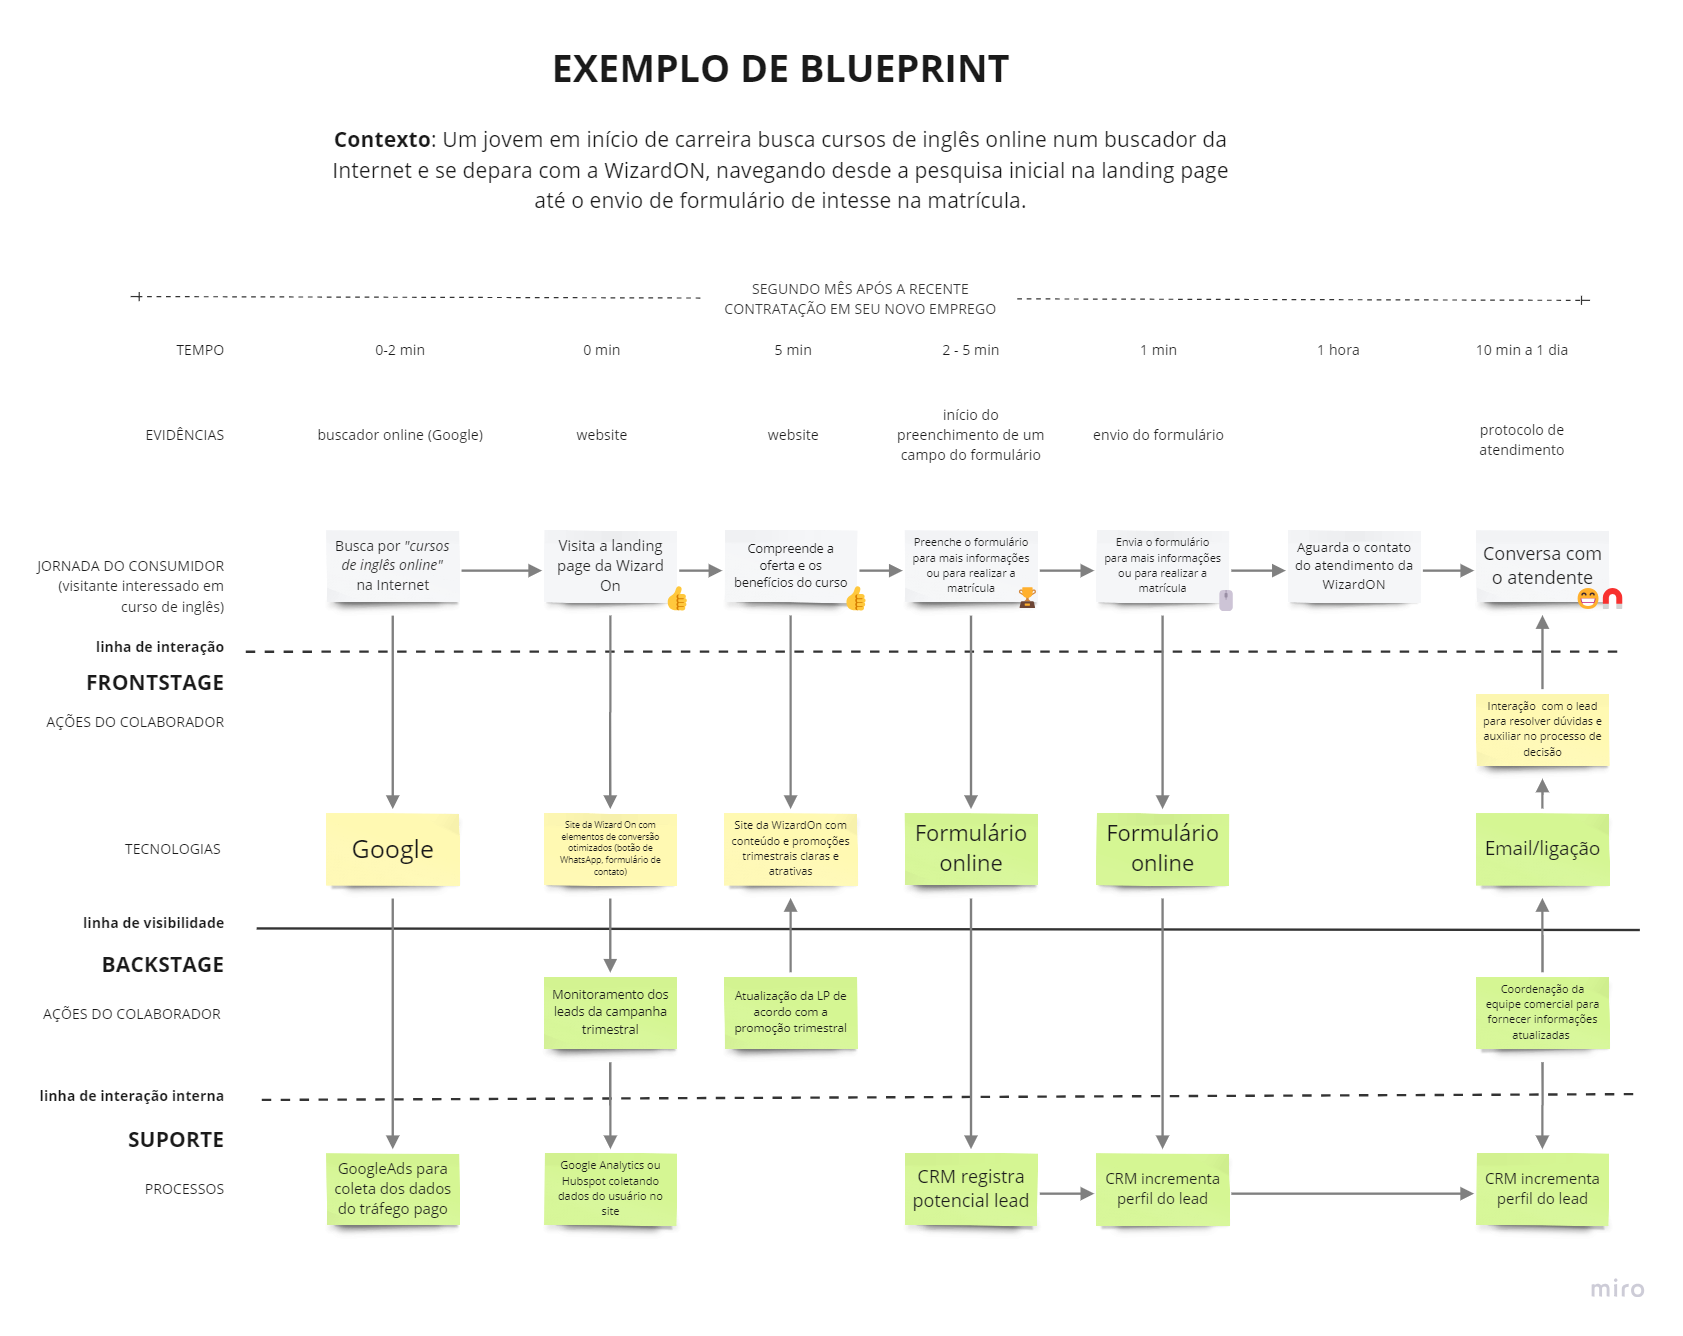 EXEMPLO DE BLUEPRINT
Contexto: Um jovem em início de carreira busca cursos de inglês online num buscador da
Internet e se depara com a WizardON, navegando desde a pesquisa inicial na landing page
até o envio de formulário de intesse na matrícula.
SEGUNDO MÊS APÓS A RECENTE
CONTRATAÇÃO EM SEU NOVO EMPREGO
TEMPO
0-2 min
0 min
5 min
2 - 5 min
1 min
1 hora
10 min a 1 dia
EVIDÊNCIAS
buscador online (Google)
website
website
início do
preenchimento de um
campo do formulário
envio do formulário
protocolo de
atendimento
JORNADA DO CONSUMIDOR
(visitante interessado em
curso de inglês)
Busca por "cursos
de inglês online"
na Internet
Visita a landing
page da Wizard
On
Compreende a
oferta e os
benefícios do curso
Preenche o formulário
para mais informações
ou para realizar a
matrícula
Envia o formulário
para mais informações
ou para realizar a
matrícula
Aguarda o contato
do atendimento da
WizardON
Conversa com
o atendente
linha de interação
FRONTSTAGE
AÇÕES DO COLABORADOR
Interação com o lead
para resolver dúvidas e
auxiliar no processo de
decisão
TECNOLOGIAS
Google
Site da Wizard On com
elementos de conversão
otimizados (botão de
WhatsApp, formulário de
contato)
Site da WizardOn com
conteúdo e promoções
trimestrais claras e
atrativas
Formulário
online
Formulário
online
Email/ligação
linha de visibilidade
BACKSTAGE
AÇÕES DO COLABORADOR
Monitoramento dos
leads da campanha
trimestral
Atualização da LP de
acordo com a
promoção trimestral
Coordenação da
equipe comercial para
fornecer informações
atualizadas
linha de interação interna
SUPORTE
PROCESSOS
GoogleAds para
coleta dos dados
do tráfego pago
Google Analytics ou
Hubspot coletando
dados do usuário no
site
CRM registra
potencial lead
CRM incrementa
perfil do lead
CRM incrementa
perfil do lead
miro